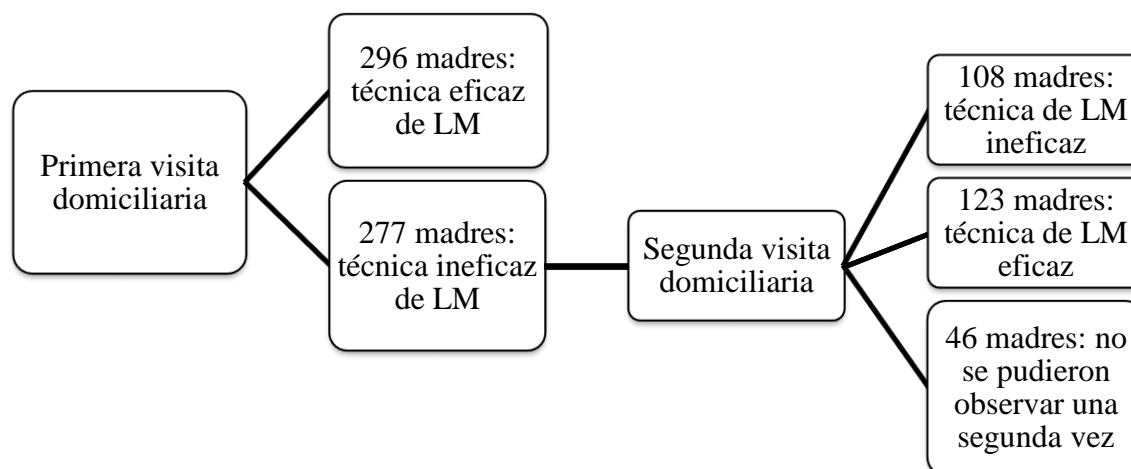 Primera visita
domiciliaria
296 madres:
técnica eficaz
de LM
277 madres:
técnica ineficaz
de LM
Segunda visita
domiciliaria
108 madres:
técnica de LM
ineficaz
123 madres:
técnica de LM
eficaz
46 madres: no
se pudieron
observar una
segunda vez